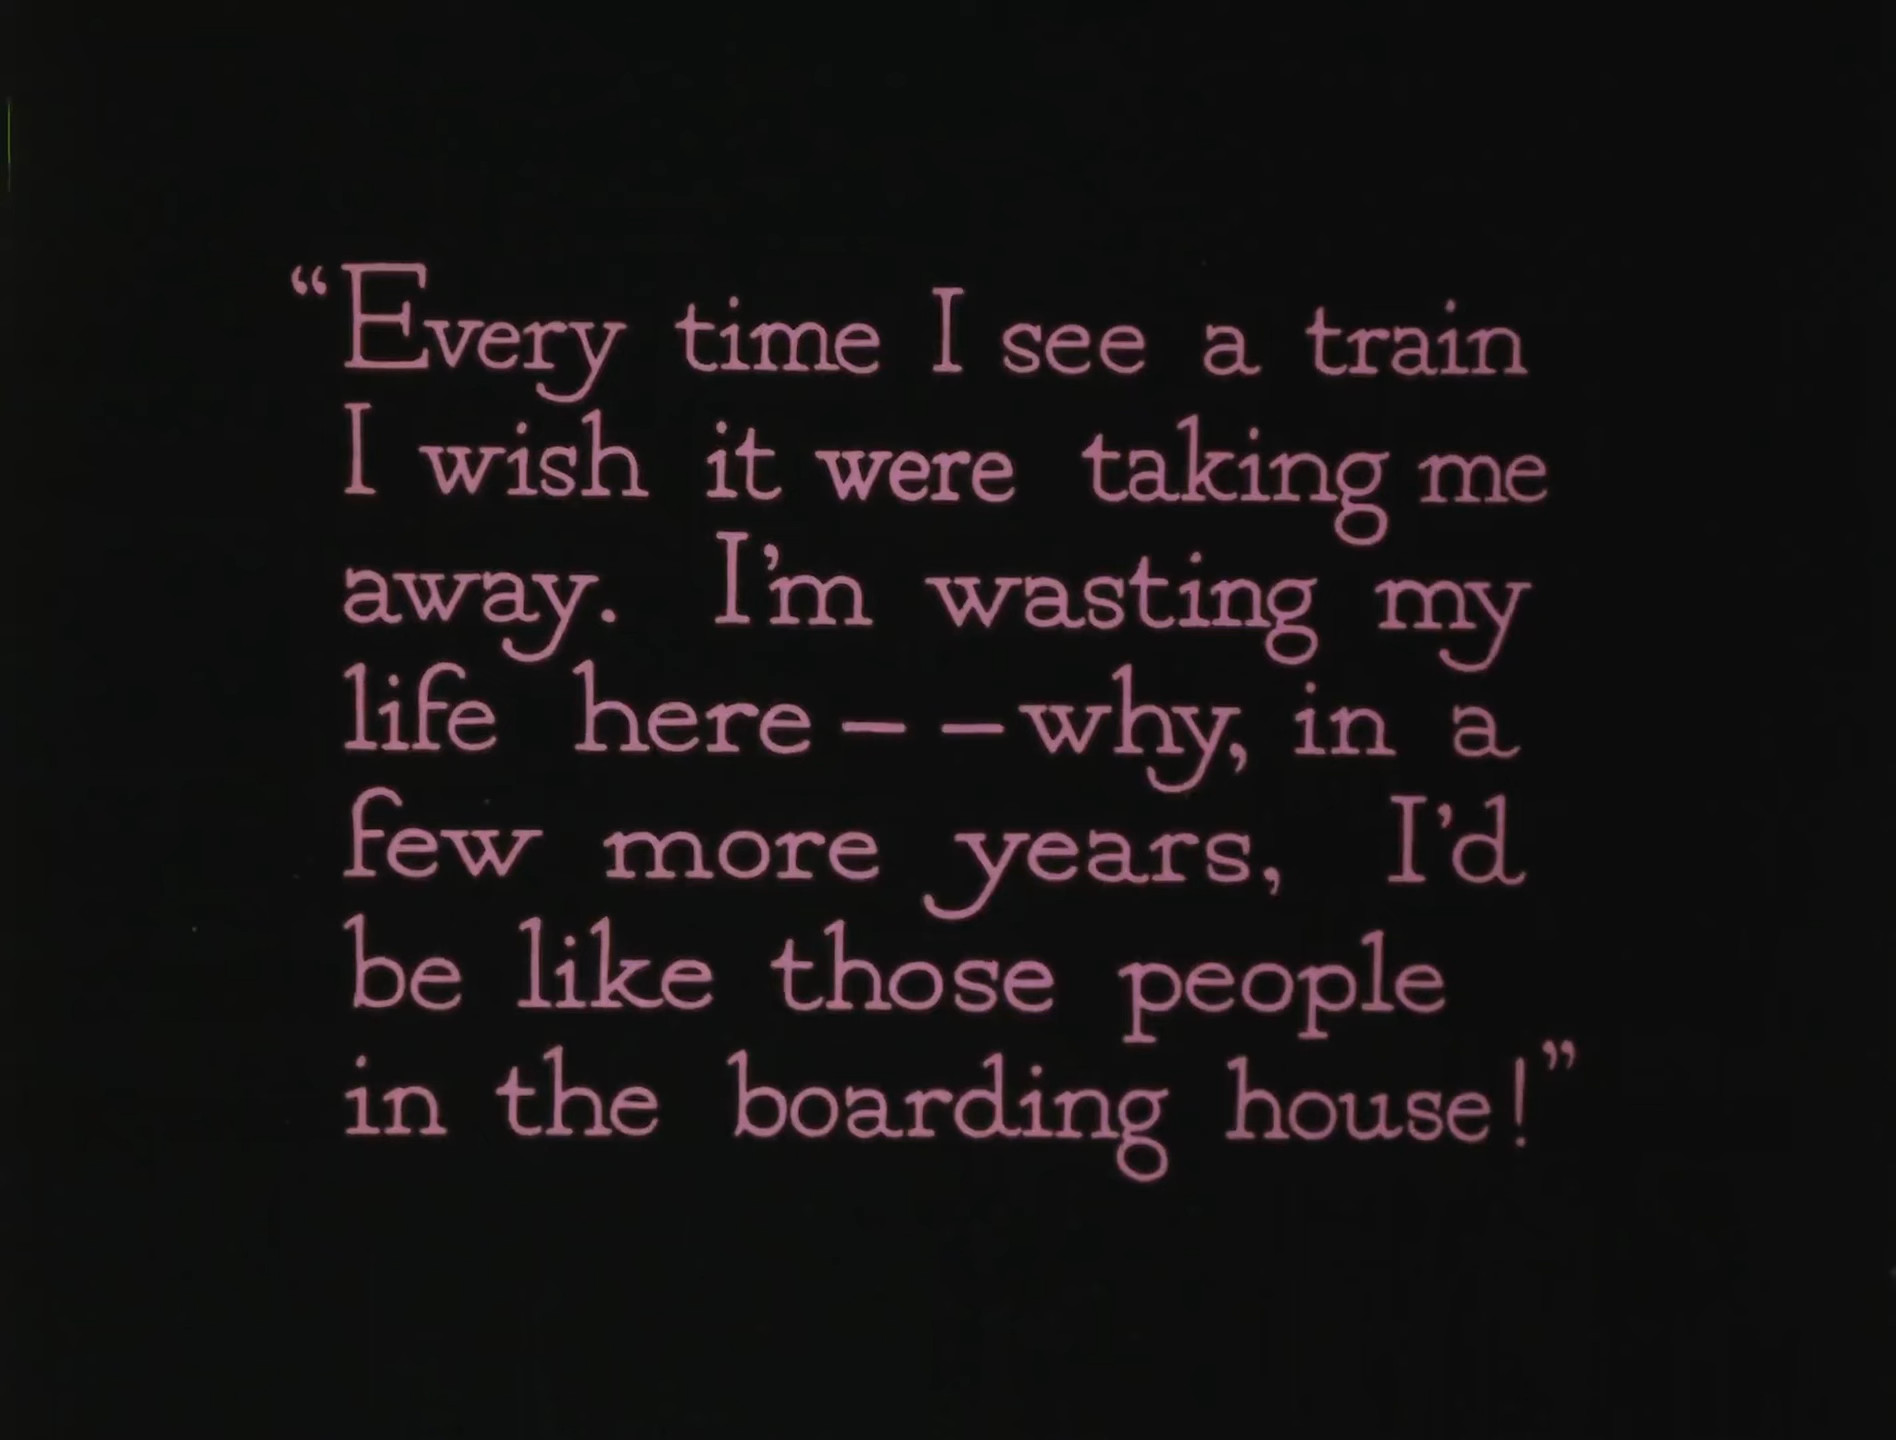 “Every time I see a train
I wish it were taking me
away. I’m wasting my
life here – – why, in a
few more years, I’d
be like those people
in the boarding house!”